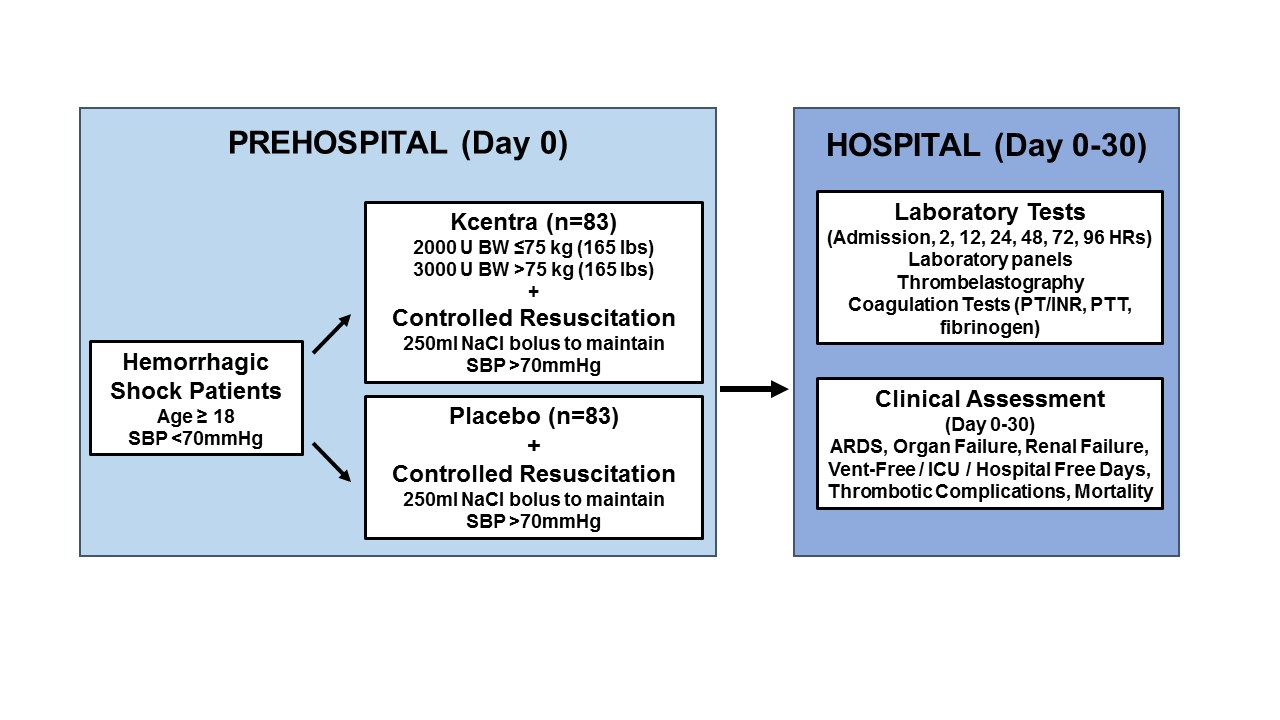 PREHOSPITAL (Day 0)
Hemorrhagic
Shock Patients
Age ≥ 18
SBP <70mmHg
Kcentra (n=83)
2000 U BW ≤75 kg (165 lbs)
3000 U BW >75 kg (165 lbs)
+
Controlled Resuscitation
250ml NaCl bolus to maintain
SBP >70mmHg
Placebo (n=83)
+
Controlled Resuscitation
250ml NaCl bolus to maintain
SBP >70mmHg
HOSPITAL (Day 0-30)
Laboratory Tests
(Admission, 2, 12, 24, 48, 72, 96 HRs)
Laboratory panels
Thrombelastography
Coagulation Tests (PT/INR, PTT,
fibrinogen)
Clinical Assessment
(Day 0-30)
ARDS, Organ Failure, Renal Failure,
Vent-Free / ICU / Hospital Free Days,
Thrombotic Complications, Mortality